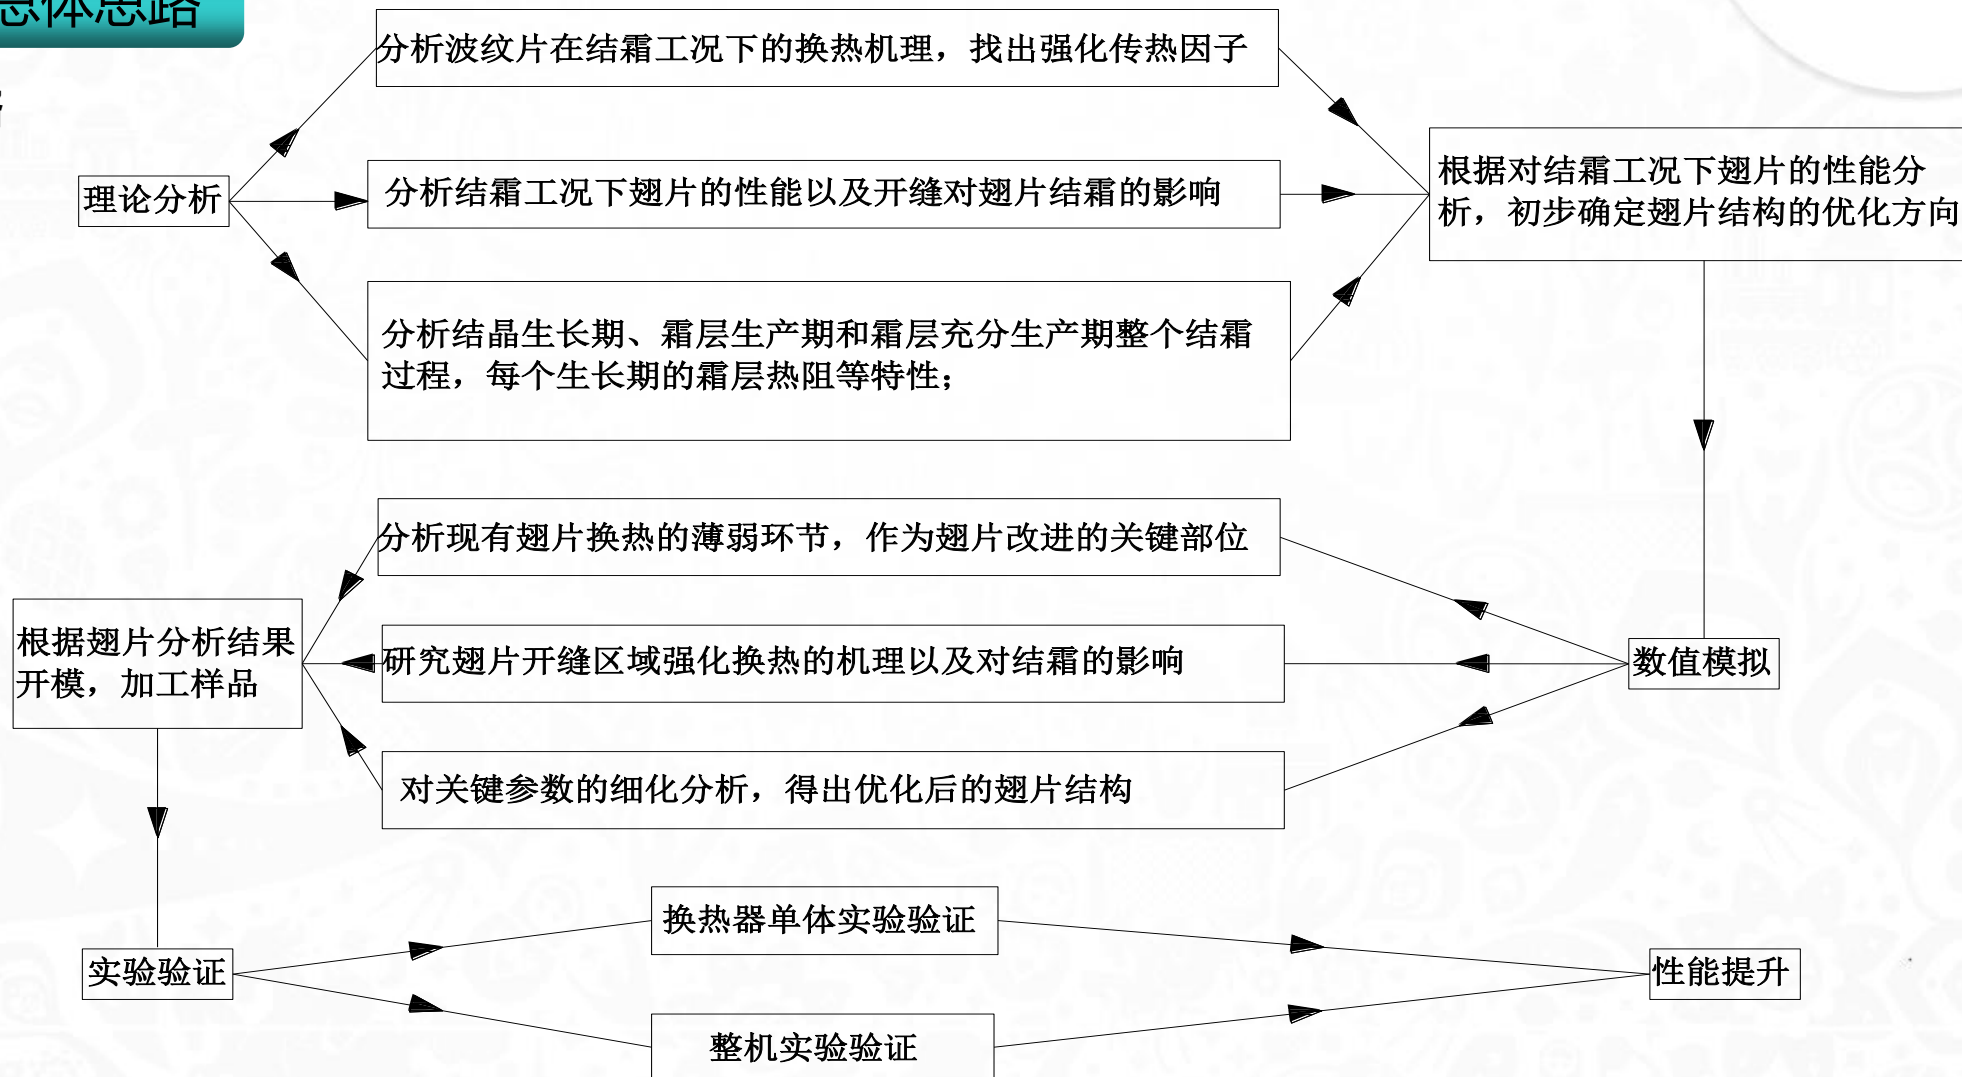 总体思路
分析波纹片在结霜工况下的换热机理，找出强化传热因子
理论分析
分析结霜工况下翅片的性能以及开缝对翅片结霜的影响
根据对结霜工况下翅片的性能分
析，初步确定翅片结构的优化方向
分析结晶生长期、霜层生产期和霜层充分生产期整个结霜
过程，每个生长期的霜层热阻等特性；
分析现有翅片换热的薄弱环节，作为翅片改进的关键部位
根据翅片分析结果
开模，加工样品
研究翅片开缝区域强化换热的机理以及对结霜的影响
数值模拟
对关键参数的细化分析，得出优化后的翅片结构
换热器单体实验验证
实验验证
性能提升
整机实验验证